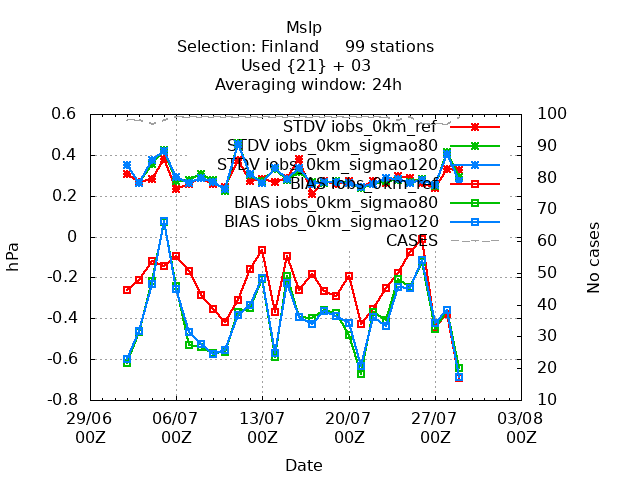 Mslp
Selection: Finland     99 stations
Used {21} + 03
Averaging window: 24h
0.6
0.4
0.2
0
-0.2
-0.4
-0.6
-0.8
hPa
100
90
80
70
60
50
40
30
20
10
No cases
STDV iobs_0km_ref
STDV iobs_0km_sigmao80
STDV iobs_0km_sigmao120
BIAS iobs_0km_ref
BIAS iobs_0km_sigmao80
BIAS iobs_0km_sigmao120
CASES
29/06 06/07 13/07 20/07 27/07 03/08
00Z 00Z 00Z 00Z 00Z 00Z
Date